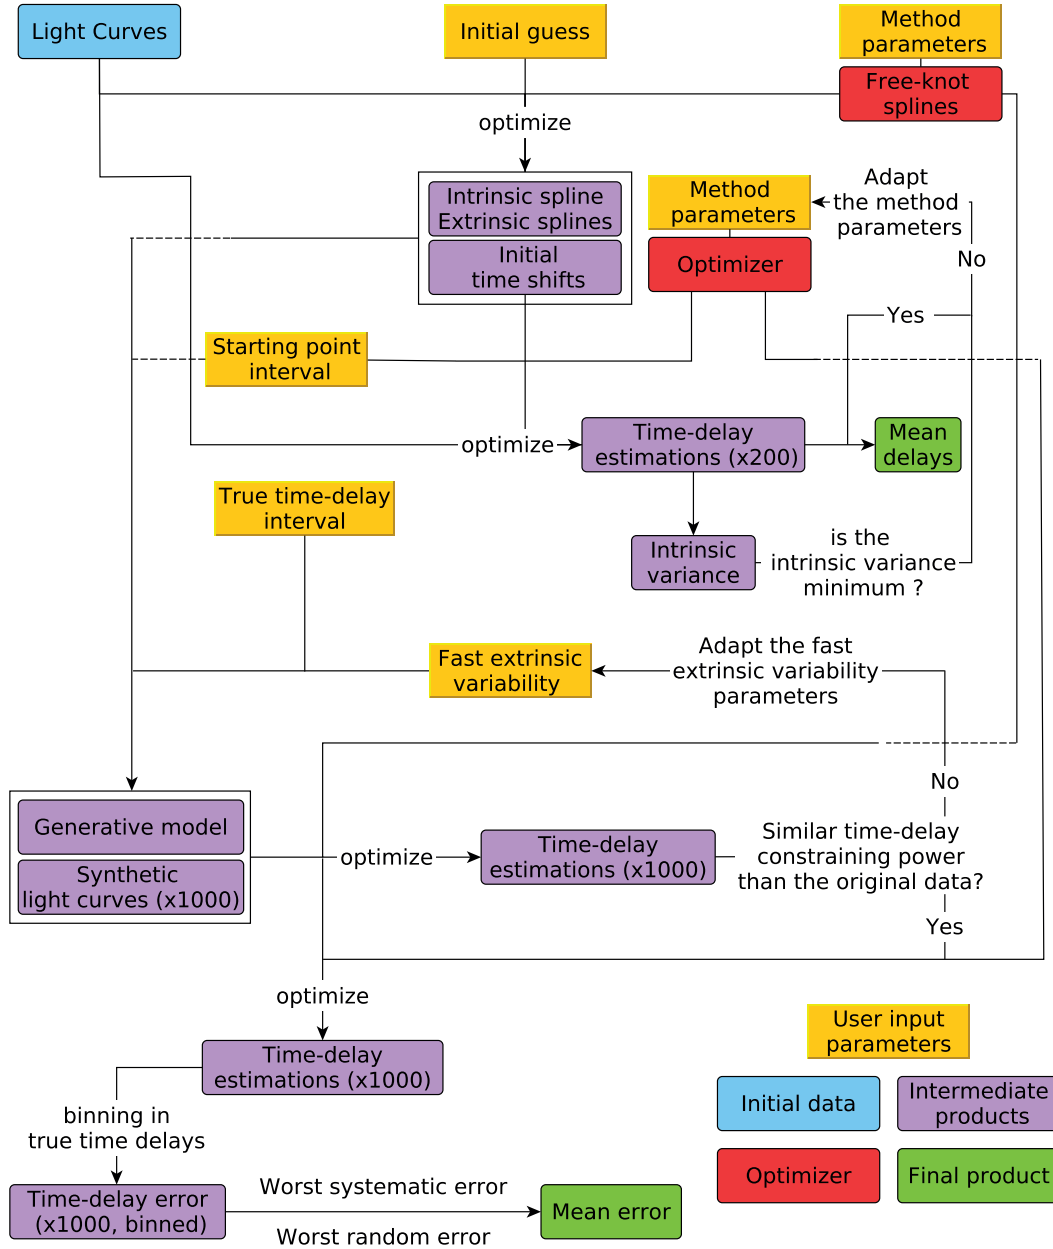 Light Curves
Initial guess
Method
parameters
Free-knot
splines
optimize
Intrinsic spline
Extrinsic splines
Initial
time shifts
Method
parameters
Optimizer
Adapt
the method
parameters
No
Yes
Starting point
interval
optimize
Time-delay
estimations (x200)
Mean
delays
True time-delay
interval
Intrinsic
variance
is the
intrinsic variance
minimum ?
Fast extrinsic
variability
Adapt the fast
extrinsic variability
parameters
No
Generative model
Synthetic
light curves (x1000)
optimize
Time-delay
estimations (x1000)
Similar time-delay
constraining power
than the original data?
Yes
optimize
Time-delay
estimations (x1000)
binning in
true time delays
Time-delay error
(x1000, binned)
Worst systematic error
Worst random error
Mean error
User input
parameters
Initial data
Intermediate
products
Optimizer
Final product